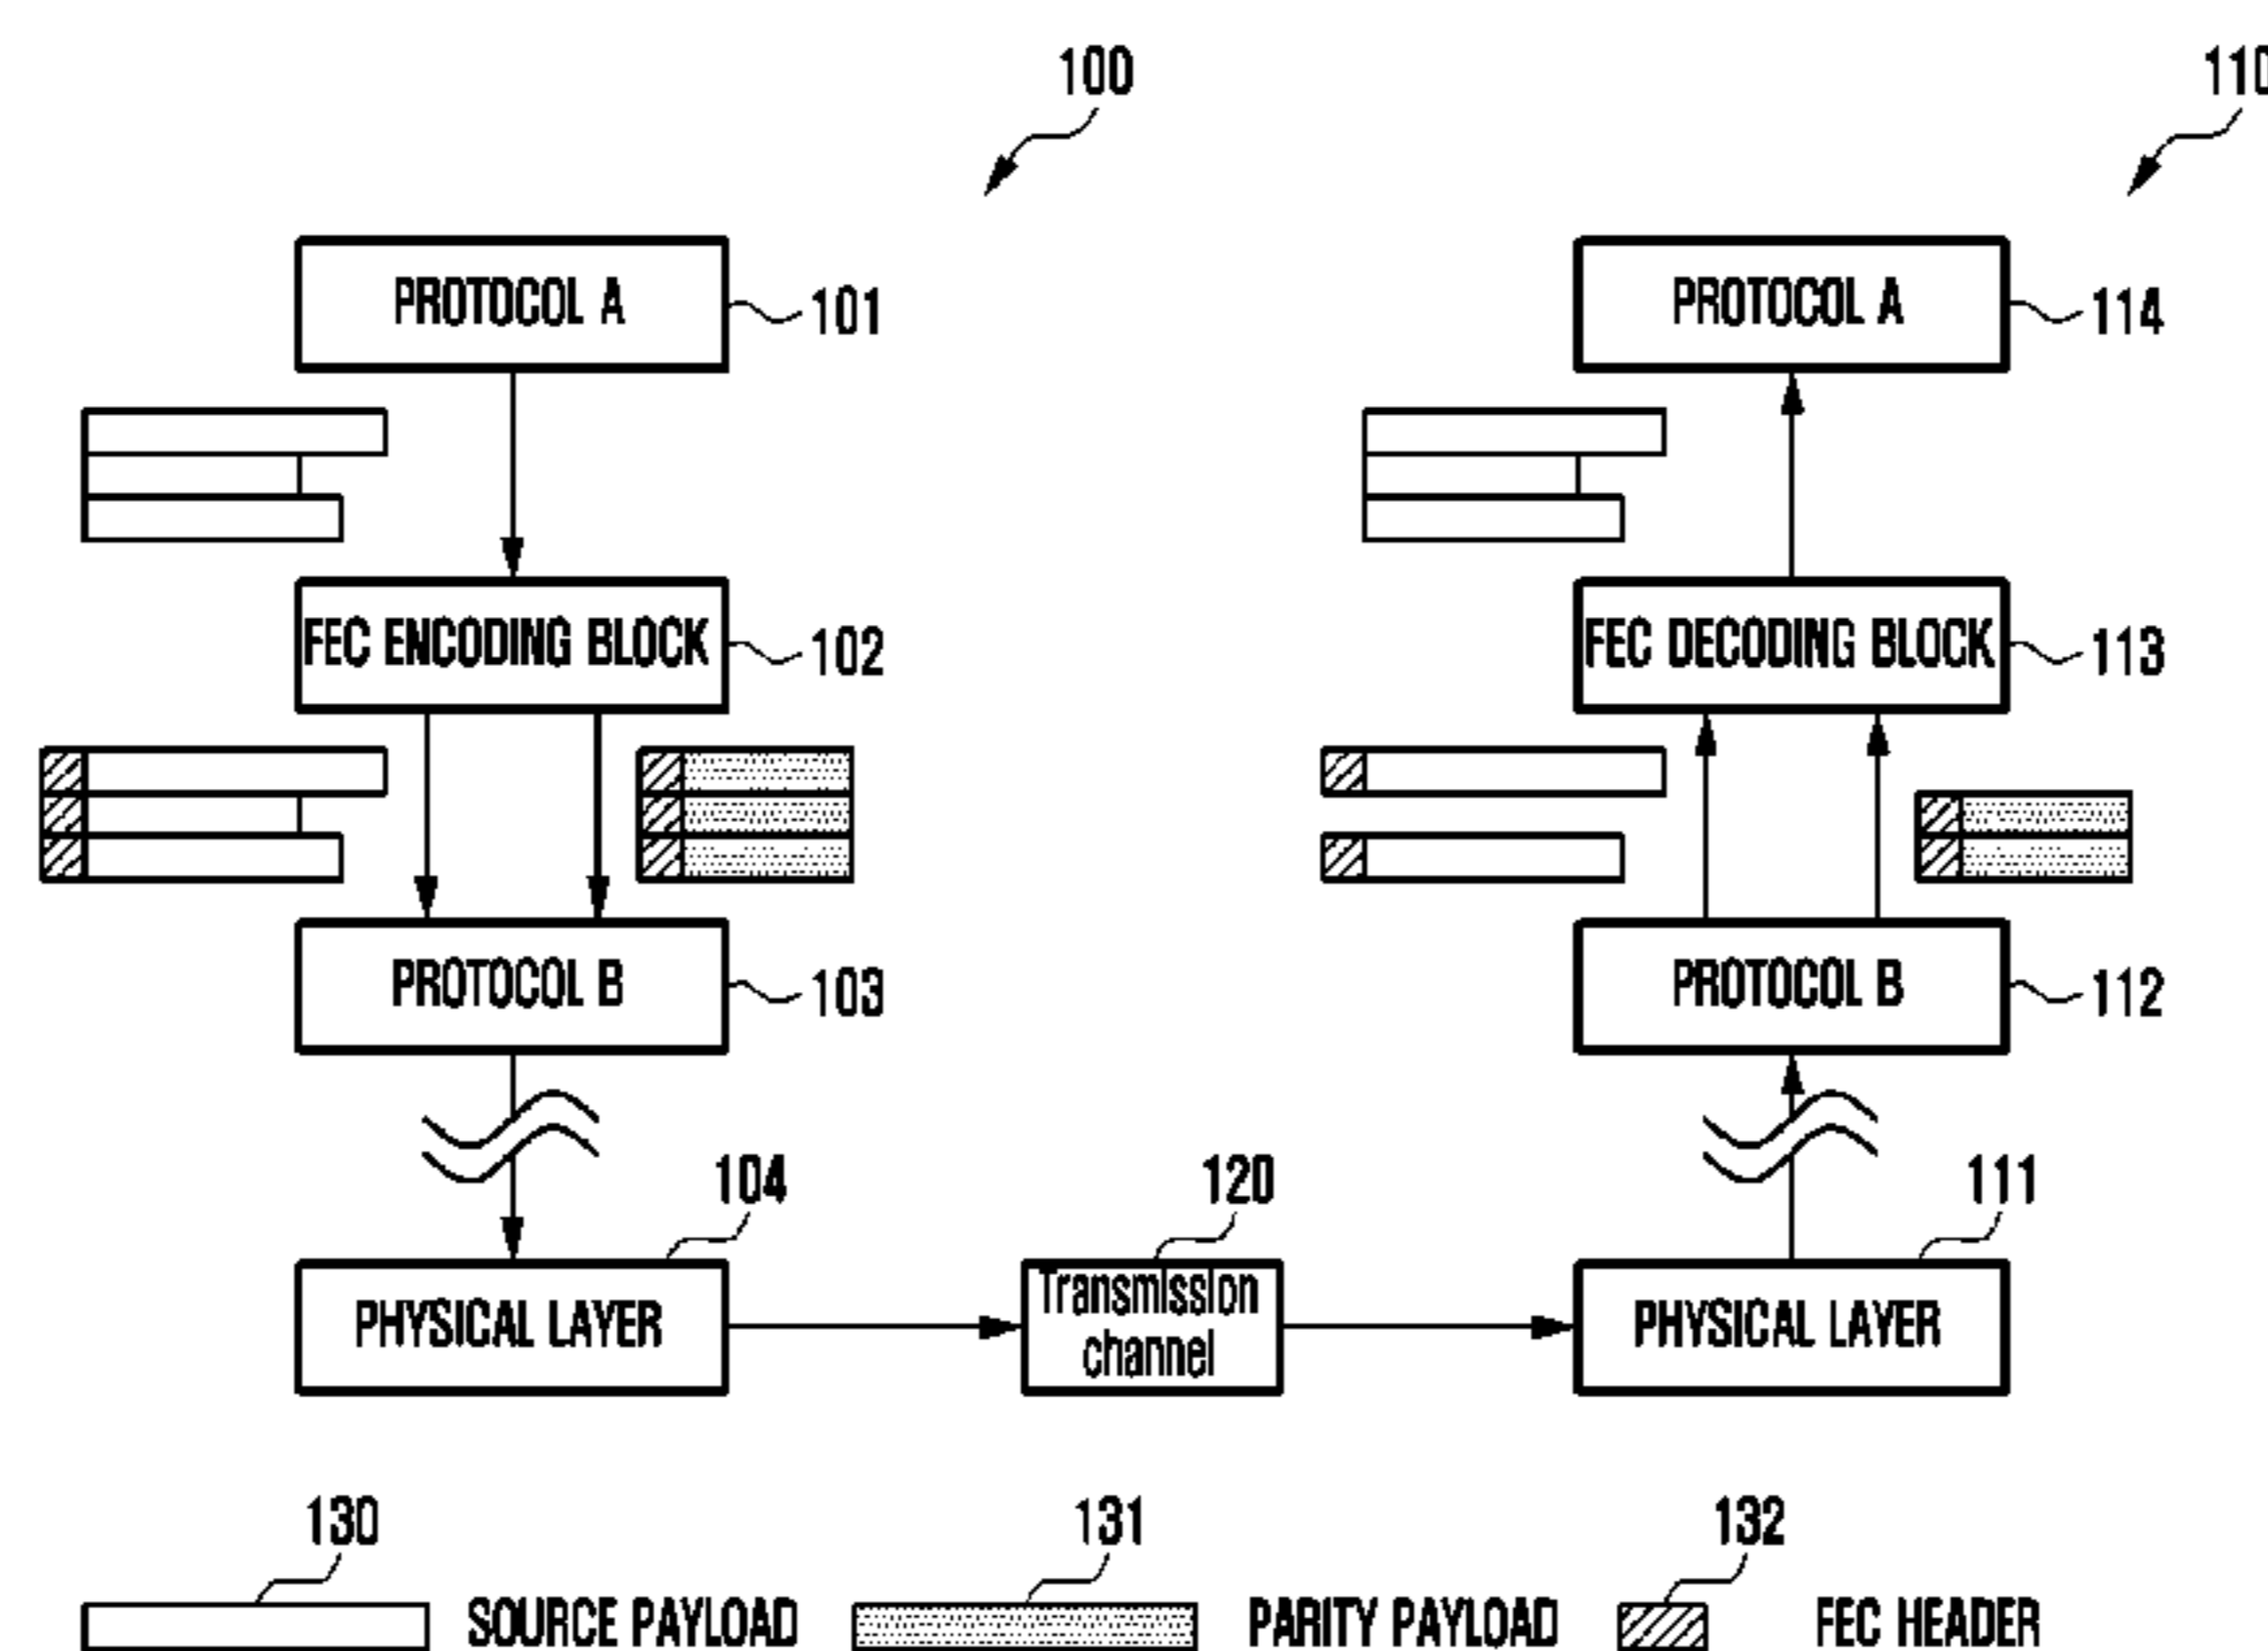 100
110
PROTOCOL A
101
PROTOCOL A
114
FEC ENCODING BLOCK
102
FEC DECODING BLOCK
113
PROTOCOL B
103
PROTOCOL B
112
104
120
111
PHYSICAL LAYER
Transmission
channel
PHYSICAL LAYER
130
131
132
SOURCE PAYLOAD
PARITY PAYLOAD
FEC HEADER